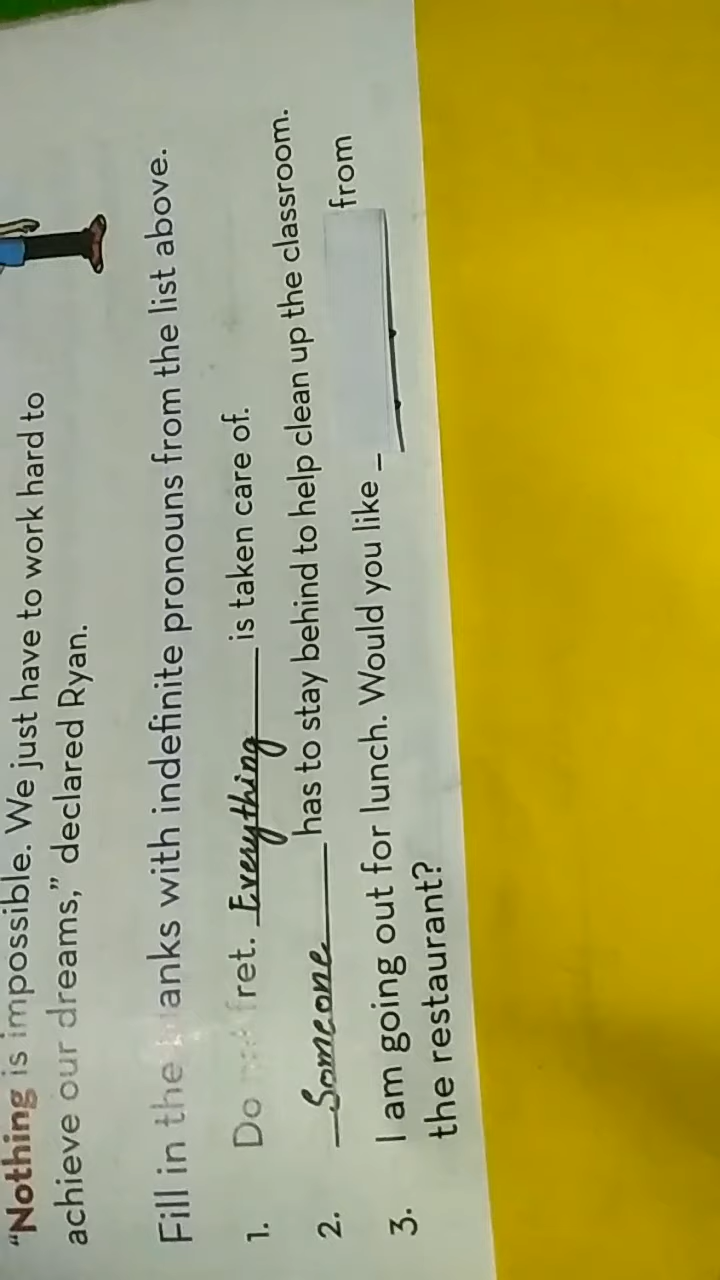 “Nothing is impossible. We just have to work hard to
achieve our dreams,” declared Ryan.
Fill in the anks with indefinite pronouns from the list above.
1. Do ret. Everything is taken care of.
2. Someone has to stay behind to help clean up the classroom.
3. I am going out for lunch. Would you like from
the restaurant?